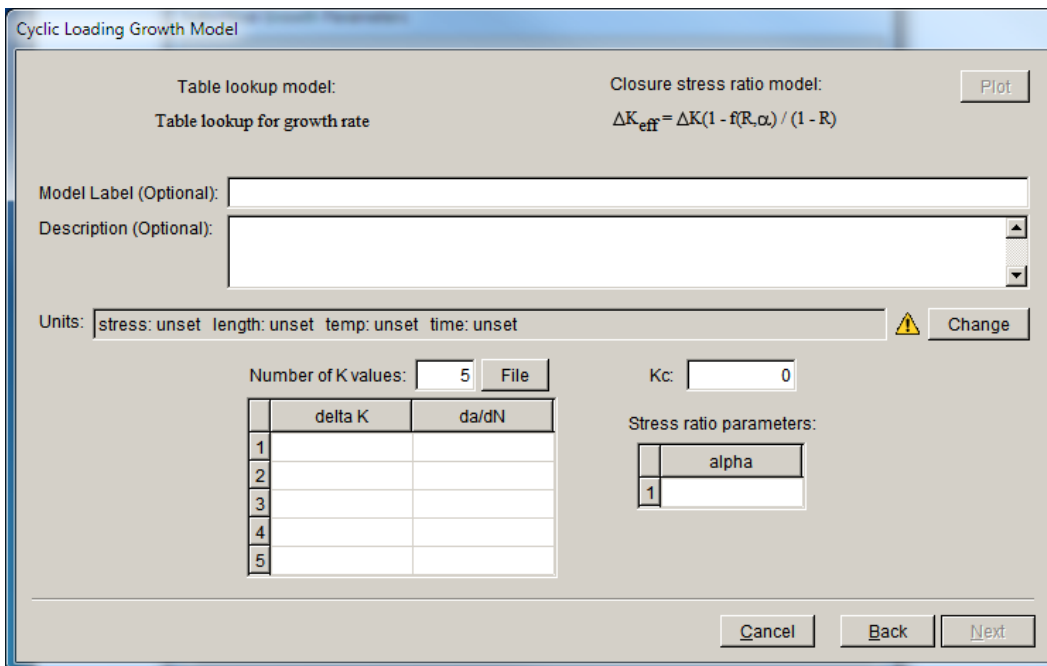 Growth Parameters
Cyclic Loading Growth Model
Table lookup model:
Table lookup for growth rate
Closure stress ratio model:
ΔKeff = ΔK(1 - f(R,α) / (1 - R)
Plot
Model Label (Optional):
Description (Optional):
Units: stress: unset length: unset temp: unset time: unset Change
Number of K values: 5 File
Kc: 0
delta K da/dN
1
2
3
4
5
Stress ratio parameters:
alpha
1
Cancel Back Next